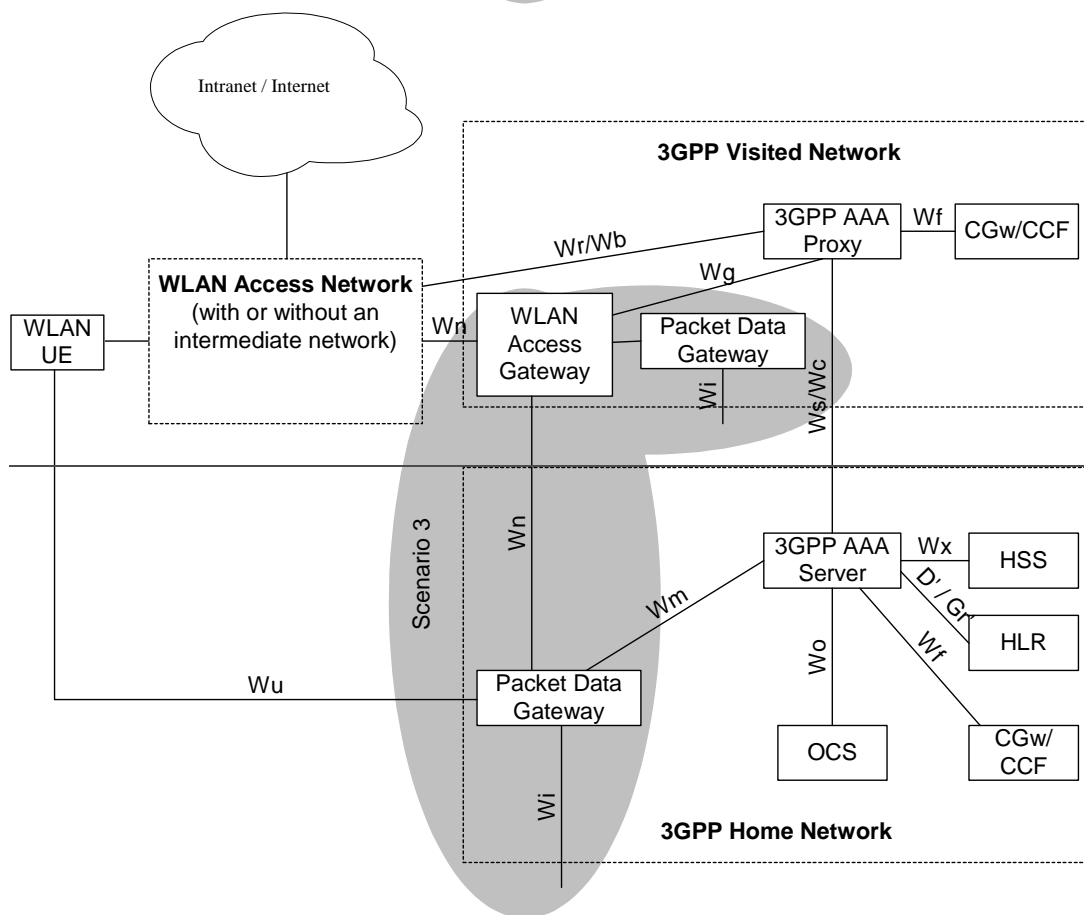 Intranet / Internet
3GPP Visited Network
3GPP AAA
Proxy
Wf
CGw/CCF
Wr/Wb
Wg
WLAN Access Network
(with or without an
intermediate network)
WLAN
UE
Wn
WLAN
Access
Gateway
Packet Data
Gateway
Wi
Ws/Wc
Scenario 3
Wn
3GPP AAA
Server
Wx
HSS
D' / Gr'
HLR
Wm
Wf
Wo
Wu
Packet Data
Gateway
OCS
CGw/
CCF
Wi
3GPP Home Network